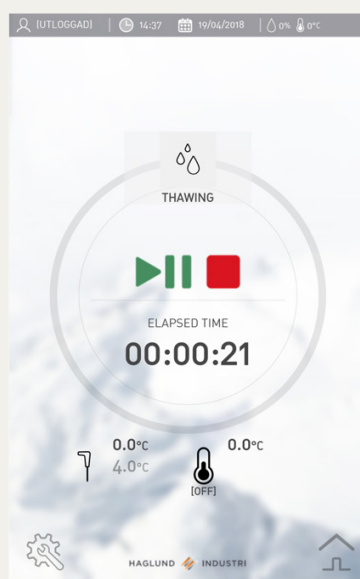 (UTLOGGAD) 14:37 19/04/2018 0% 0°C
THAWING
ELAPSED TIME
00:00:21
0.0°C 0.0°C
4.0°C
[OFF]
HAGLUND INDUSTRI